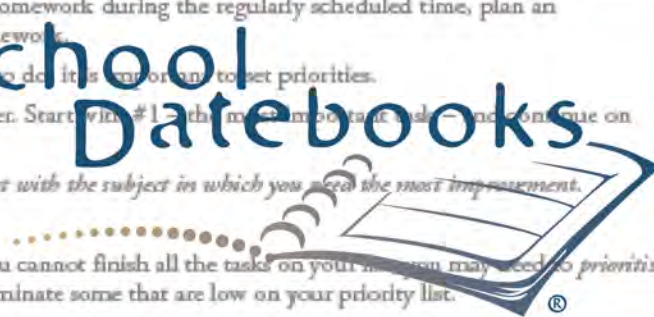 omework during the regularly scheduled time, plan an
ework.
chool
o do, it is important to set priorities.
er. Start with #1 – the most important task – and continue on
Datebooks
t with the subject in which you need the most improvement.
u cannot finish all the tasks on your list, you may need to prioritis
minate some that are low on your priority list.
®